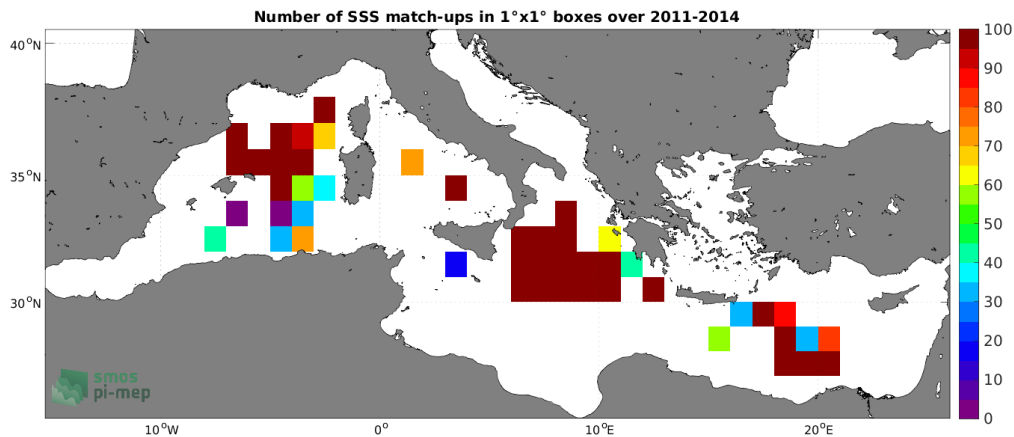 Number of SSS match-ups in 1°x1° boxes over 2011-2014
40°N
35°N
30°N
10°W
0°
10°E
20°E
100
90
80
70
60
50
40
30
20
10
0
smos
pi-mep